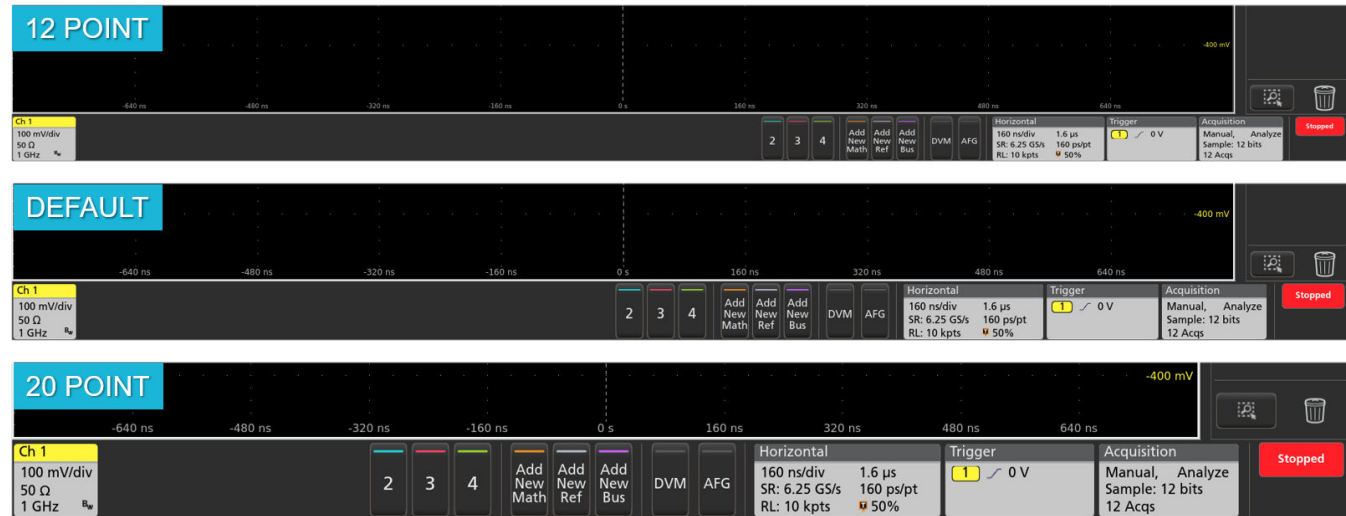 12 POINT
-400 mV
-640 ns -480 ns -320 ns -160 ns 0 s 160 ns 320 ns 480 ns 640 ns
Ch 1
100 mV/div
50 Ω
1 GHz Bw
2 3 4
Add New Math
Add New Ref
Add New Bus
DVM AFG
Horizontal
160 ns/div 1.6 µs
SR: 6.25 GS/s 160 ps/pt
RL: 10 kpts 50%
Trigger
1 0 V
Acquisition
Manual, Analyze
Sample: 12 bits
12 Acqs
Stopped
DEFAULT
-400 mV
-640 ns -480 ns -320 ns -160 ns 0 s 160 ns 320 ns 480 ns 640 ns
Ch 1
100 mV/div
50 Ω
1 GHz Bw
2 3 4
Add New Math
Add New Ref
Add New Bus
DVM AFG
Horizontal
160 ns/div 1.6 µs
SR: 6.25 GS/s 160 ps/pt
RL: 10 kpts 50%
Trigger
1 0 V
Acquisition
Manual, Analyze
Sample: 12 bits
12 Acqs
Stopped
20 POINT
-400 mV
-640 ns -480 ns -320 ns -160 ns 0 s 160 ns 320 ns 480 ns 640 ns
Ch 1
100 mV/div
50 Ω
1 GHz Bw
2 3 4
Add New Math
Add New Ref
Add New Bus
DVM AFG
Horizontal
160 ns/div 1.6 µs
SR: 6.25 GS/s 160 ps/pt
RL: 10 kpts 50%
Trigger
1 0 V
Acquisition
Manual, Analyze
Sample: 12 bits
12 Acqs
Stopped